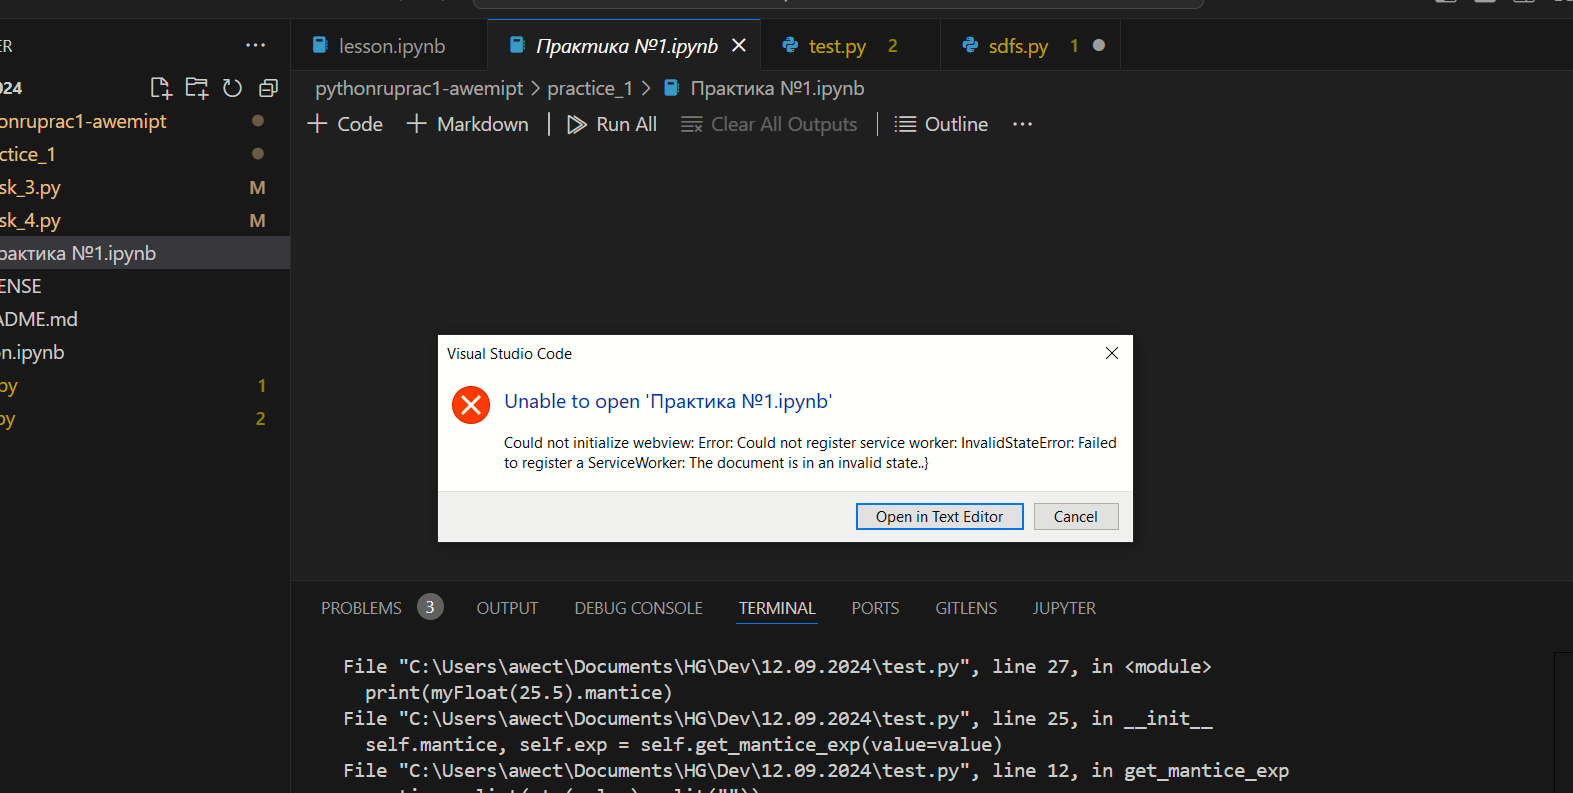 ER
lesson.ipynb
Практика №1.ipynb
test.py 2
sdfs.py 1
024
pythonruprac1-awemipt > practice_1 > Практика №1.ipynb
Code
Markdown
Run All
Clear All Outputs
Outline
onruprac1-awemipt
ctice_1
sk_3.py M
sk_4.py M
рактика №1.ipynb
ENSE
ADME.md
n.ipynb
py 1
py 2
Visual Studio Code
Unable to open 'Практика №1.ipynb'
Could not initialize webview: Error: Could not register service worker: InvalidStateError: Failed
to register a ServiceWorker: The document is in an invalid state..}
Open in Text Editor
Cancel
PROBLEMS 3
OUTPUT
DEBUG CONSOLE
TERMINAL
PORTS
GITLENS
JUPYTER
File "C:\Users\awect\Documents\HG\Dev\12.09.2024\test.py", line 27, in <module>
print(myFloat(25.5).mantice)
File "C:\Users\awect\Documents\HG\Dev\12.09.2024\test.py", line 25, in __init__
self.mantice, self.exp = self.get_mantice_exp(value=value)
File "C:\Users\awect\Documents\HG\Dev\12.09.2024\test.py", line 12, in get_mantice_exp